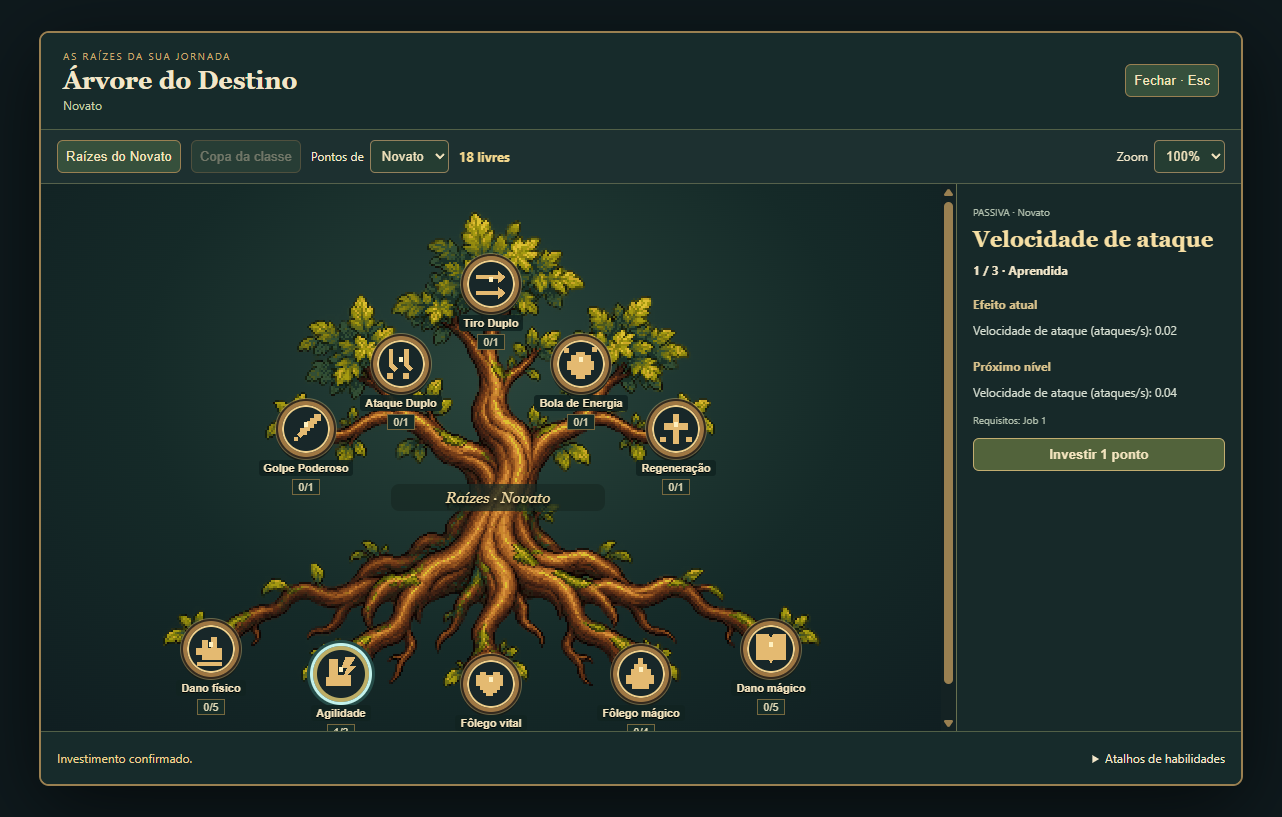 AS RAÍZES DA SUA JORNADA
Árvore do Destino
Novato
Fechar · Esc
Raízes do Novato
Copa da classe
Pontos de
Novato
18 livres
Zoom
100%
Tiro Duplo
0/1
Ataque Duplo
0/1
Bola de Energia
0/1
Golpe Poderoso
0/1
Regeneração
0/1
Raízes · Novato
Dano físico
0/5
Agilidade
Fôlego vital
Fôlego mágico
Dano mágico
0/5
PASSIVA · Novato
Velocidade de ataque
1 / 3 · Aprendida
Efeito atual
Velocidade de ataque (ataques/s): 0.02
Próximo nível
Velocidade de ataque (ataques/s): 0.04
Requisitos: Job 1
Investir 1 ponto
Investimento confirmado.
► Atalhos de habilidades